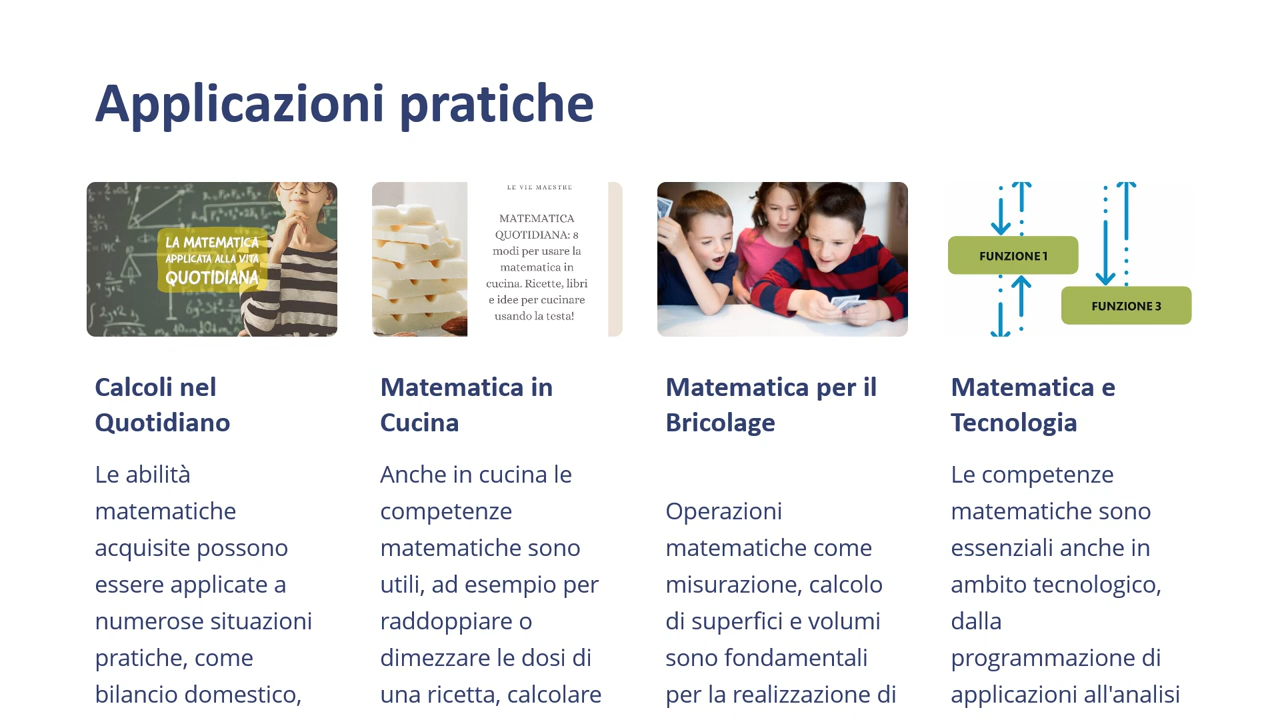 Applicazioni pratiche
LA MATEMATICA
APPLICATA ALLA VITA
QUOTIDIANA
LE VIE MAESTRE
MATEMATICA
QUOTIDIANA: 8
modi per usare la
matematica in
cucina. Ricette, libri
e idee per cucinare
usando la testa!
FUNZIONE 1
FUNZIONE 3
Calcoli nel
Quotidiano
Le abilità
matematiche
acquisite possono
essere applicate a
numerose situazioni
pratiche, come
bilancio domestico,
Matematica in
Cucina
Anche in cucina le
competenze
matematiche sono
utili, ad esempio per
raddoppiare o
dimezzare le dosi di
una ricetta, calcolare
Matematica per il
Bricolage
Operazioni
matematiche come
misurazione, calcolo
di superfici e volumi
sono fondamentali
per la realizzazione di
Matematica e
Tecnologia
Le competenze
matematiche sono
essenziali anche in
ambito tecnologico,
dalla
programmazione di
applicazioni all'analisi